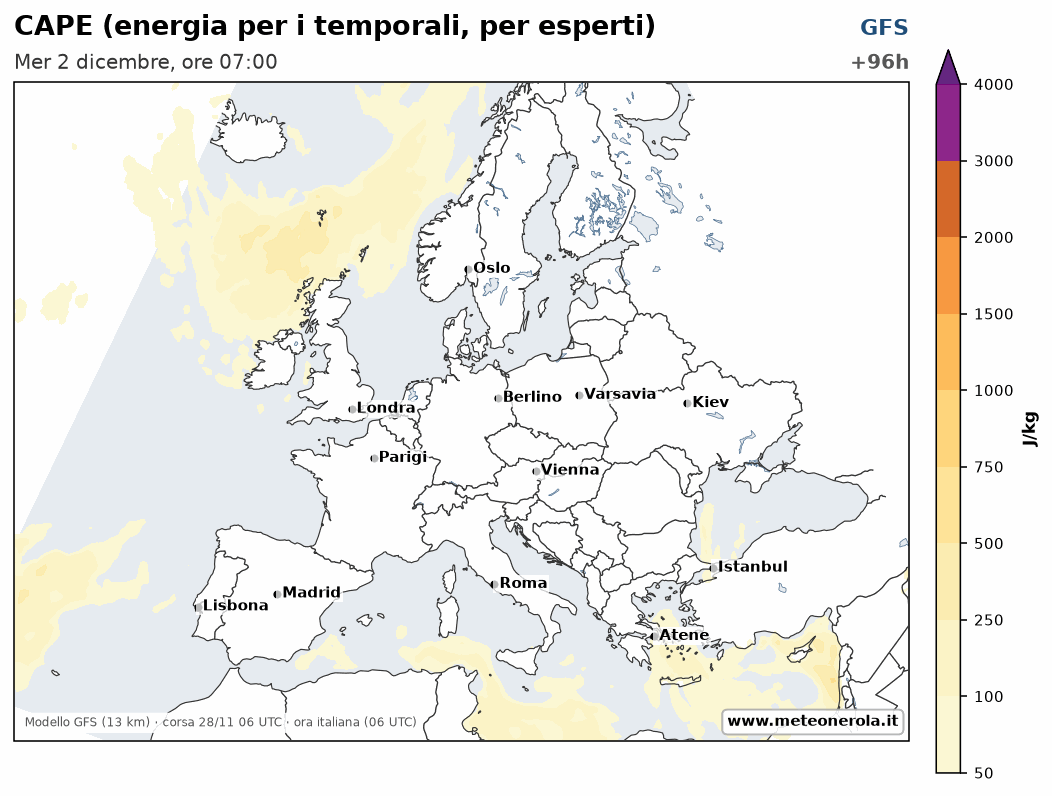 CAPE (energia per i temporali, per esperti)
GFS
Mer 2 dicembre, ore 07:00
+96h
4000
3000
2000
1500
1000
750
500
250
100
50
J/kg
Oslo
Londra
Berlino
Varsavia
Kiev
Parigi
Vienna
Istanbul
Roma
Madrid
Lisbona
Atene
Modello GFS (13 km) · corsa 28/11 06 UTC · ora italiana (06 UTC)
www.meteonerola.it